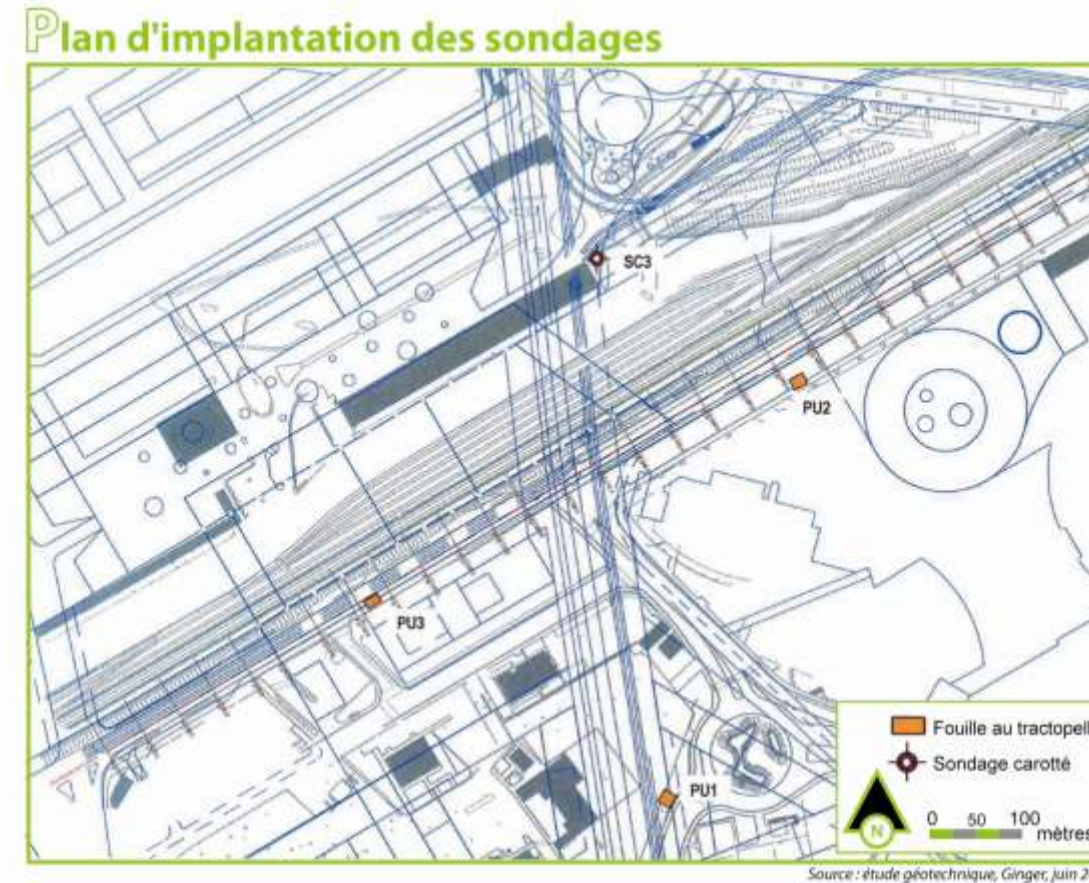 Plan d'implantation des sondages
SC3
PU2
PU3
PU1
Fouille au tractopell
Sondage carotté
N
0 50 100
mètres
Source : étude géotechnique, Ginger, juin 2